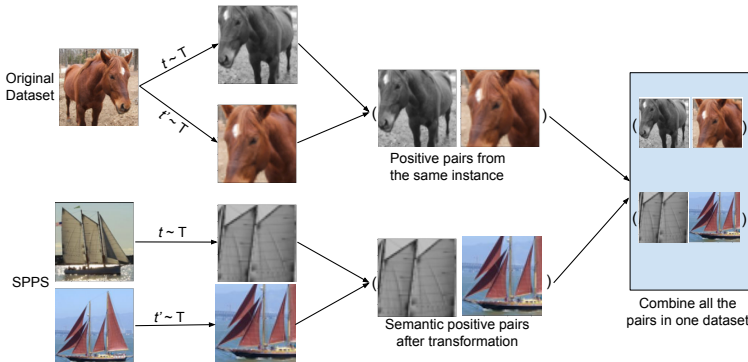 Original
Dataset
t ~ T
t' ~ T
( )
Positive pairs from
the same instance
SPPS
t ~ T
t' ~ T
( )
Semantic positive pairs
after transformation
( )
( )
Combine all the
pairs in one dataset